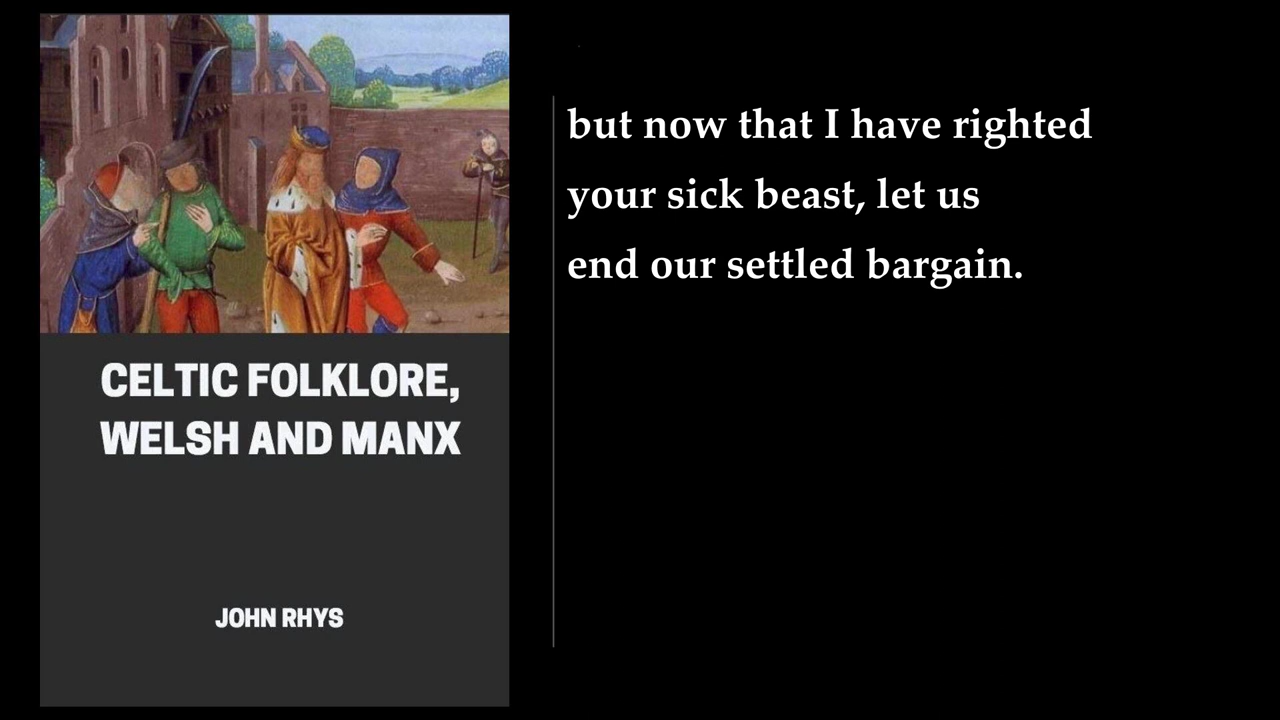 CELTIC FOLKLORE,
WELSH AND MANX
JOHN RHYS
but now that I have righted
your sick beast, let us
end our settled bargain.